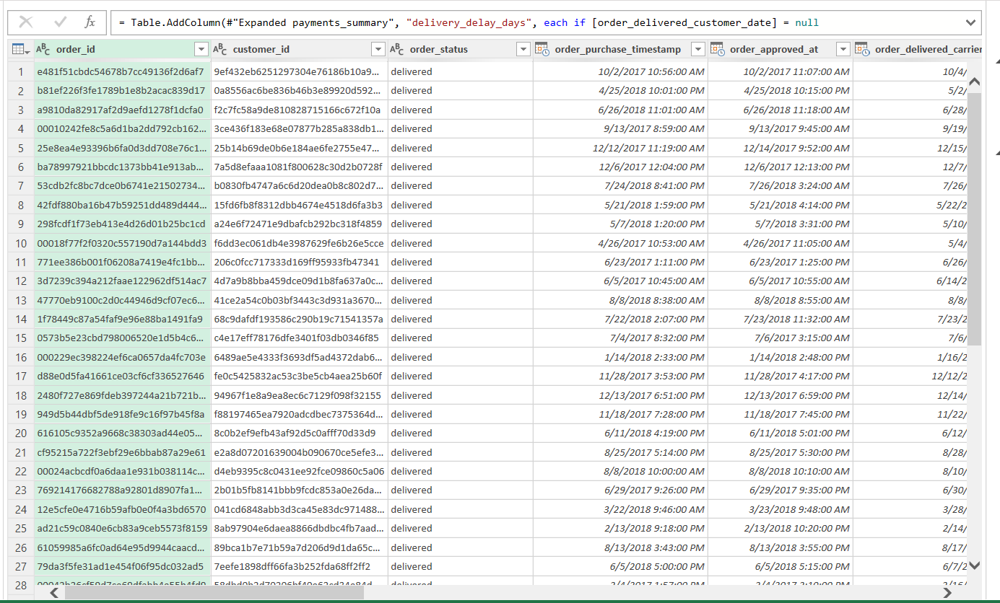 fx = Table.AddColumn(#"Expanded payments_summary", "delivery_delay_days", each if [order_delivered_customer_date] = null
ABC order_id ABC customer_id ABC order_status order_purchase_timestamp order_approved_at order_delivered_carrier
1 e481f51cbdc54678b7cc49136f2d6af7 9ef432eb6251297304e76186b10a9... delivered 10/2/2017 10:56:00 AM 10/2/2017 11:07:00 AM 10/4/
2 b81ef226f3fe1789b1e8b2acac839d17 0a8556ac6be836b46b3e89920d592... delivered 4/25/2018 10:01:00 PM 4/25/2018 10:15:00 PM 5/2/
3 a9810da82917af2d9aefd1278f1dcfa0 f2c7fc58a9de810828715166c672f10a delivered 6/26/2018 11:01:00 AM 6/26/2018 11:18:00 AM 6/28/
4 00010242fe8c5a6d1ba2dd792cb162... 3ce436f183e68e07877b285a838db1... delivered 9/13/2017 8:59:00 AM 9/13/2017 9:45:00 AM 9/19/
5 25e8ea4e93396b6fa0d3dd708e76c1... 25b14b69de0b6e184ae6fe2755e47... delivered 12/12/2017 11:19:00 AM 12/14/2017 9:52:00 AM 12/15/
6 ba78997921bbcdc1373bb41e913ab... 7a5d8efaaa1081f800628c30d2b0728f delivered 12/6/2017 12:04:00 PM 12/6/2017 12:13:00 PM 12/7/
7 53cdb2fc8bc7dce0b6741e21502734... b0830fb4747a6c6d20dea0b8c802d7... delivered 7/24/2018 8:41:00 PM 7/26/2018 3:24:00 AM 7/26/
8 42fdf880ba16b47b59251dd489d444... 15fd6fb8f8312dbb4674e4518d6fa3b3 delivered 5/21/2018 1:59:00 PM 5/21/2018 4:14:00 PM 5/22/2
9 298fcdf1f73eb413e4d26d01b25bc1cd a24e6f72471e9dbafcb292bc318f4859 delivered 5/7/2018 1:20:00 PM 5/7/2018 3:31:00 PM 5/10/
10 00018f77f2f0320c557190d7a144bdd3 f6dd3ec061db4e3987629fe6b26e5cce delivered 4/26/2017 10:53:00 AM 4/26/2017 11:05:00 AM 5/4/
11 771ee386b001f06208a7419e4fc1bb... 206c0fcc717333d169ff95933fb47341 delivered 6/23/2017 1:11:00 PM 6/23/2017 1:25:00 PM 6/26/
12 3d7239c394a212faae122962df514ac7 4d7a9b8bba459dce09d1b8fa637a0c... delivered 6/5/2017 10:45:00 AM 6/5/2017 10:55:00 AM 6/14/2
13 47770eb9100c2d0c44946d9cf07ec6... 41ce2a54c0b03bf3443c3d931a3670... delivered 8/8/2018 8:38:00 AM 8/8/2018 8:55:00 AM 8/8/
14 1f78449c87a54faf9e96e88ba1491fa9 68c9dafdf193586c290b19c71541357a delivered 7/22/2018 2:07:00 PM 7/23/2018 11:32:00 AM 7/23/2
15 0573b5e23cbd798006520e1d5b4c6... c4e17eff78176dfe3401f03db0346f85 delivered 7/4/2017 8:32:00 PM 7/6/2017 3:15:00 AM 7/6/
16 000229ec398224ef6ca0657da4fc703e 6489ae5e4333f3693df5ad4372dab6... delivered 1/14/2018 2:33:00 PM 1/14/2018 2:48:00 PM 1/16/2
17 d88e0d5fa41661ce03cf6cf336527646 fe0c5425832ac53c3be5cb4aea25b60f delivered 11/28/2017 3:53:00 PM 11/28/2017 4:17:00 PM 12/12/2
18 2480f727e869fdeb397244a21b721b... 94967f1e8a9ea8ec6c7129f098f32155 delivered 12/13/2017 6:51:00 PM 12/13/2017 6:59:00 PM 12/14/
19 949d5b44dbf5de918fe9c16f97b45f8a f88197465ea7920adcdbec7375364d... delivered 11/18/2017 7:28:00 PM 11/18/2017 7:45:00 PM 11/22/
20 616105c9352a9668c38303ad44e05... 8c0b2ef9efb43af92d5c0afff70d33d9 delivered 6/11/2018 4:19:00 PM 6/11/2018 5:01:00 PM 6/12/
21 cf95215a722f3ebf29e6bbab87a29e61 e2a8d07201639004b090670ce5efe3... delivered 8/25/2017 5:14:00 PM 8/25/2017 5:30:00 PM 8/28/
22 00024acbcdf0a6daa1e931b038114c... d4eb9395c8c0431ee92fce09860c5a06 delivered 8/8/2018 10:00:00 AM 8/8/2018 10:10:00 AM 8/10/
23 769214176682788a92801d8907fa1... 2b01b5fb8141bbb9fcdc853a0e26da... delivered 6/29/2017 9:26:00 PM 6/29/2017 9:35:00 PM 6/30/
24 12e5cfe0e4716b59afb0e0f4a3bd6570 041cd6848abb3d3ca45e83dc971488... delivered 3/22/2018 9:46:00 AM 3/23/2018 9:48:00 AM 3/28/
25 ad21c59c0840e6cb83a9ceb5573f8159 8ab97904e6daea8866dbdbc4fb7aad... delivered 2/13/2018 9:18:00 PM 2/13/2018 10:20:00 PM 2/14/
26 61059985a6fc0ad64e95d9944caacd... 89bca1b7e71b59a7d206d9d1da65c... delivered 8/13/2018 3:43:00 PM 8/13/2018 3:55:00 PM 8/17/
27 79da3f5fe31ad1e454f06f95dc032ad5 7eefe1898dff66fa3b252fda68ff2ff2 delivered 6/5/2018 5:00:00 PM 6/5/2018 5:15:00 PM 6/7/2
28